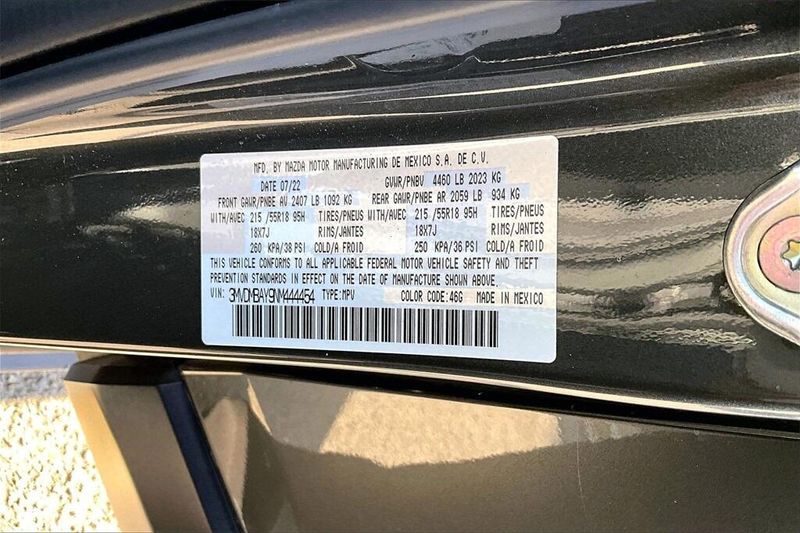 MFD. BY MAZDA MOTOR MANUFACTURING DE MEXICO S.A. DE C.V.
DATE 07/22 GVWR/PNBV 4460 LB 2023 KG
FRONT GAWR/PNBE AV 2407 LB 1092 KG REAR GAWR/PNBE AR 2059 LB 934 KG
WITH/AVEC 215 /55R18 95H TIRES/PNEUS WITH/AVEC 215 /55R18 95H TIRES/PNEUS
18X7J RIMS/JANTES 18X7J RIMS/JANTES
260 KPA/38 PSI COLD/A FROID 250 KPA/36 PSI COLD/A FROID
THIS VEHICLE CONFORMS TO ALL APPLICABLE FEDERAL MOTOR VEHICLE SAFETY AND THEFT
PREVENTION STANDARDS IN EFFECT ON THE DATE OF MANUFACTURE SHOWN ABOVE.
VIN: 3MVDMBAY9NM444454 TYPE:MPV COLOR CODE:46G MADE IN MEXICO